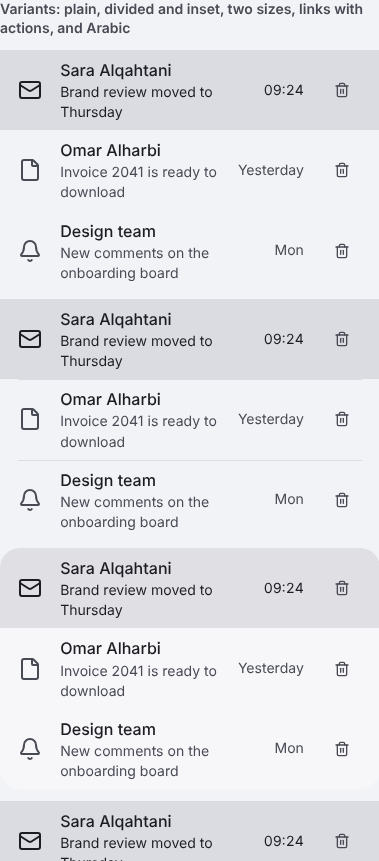 Variants: plain, divided and inset, two sizes, links with
actions, and Arabic
Sara Alqahtani
Brand review moved to
Thursday
09:24
Omar Alharbi
Invoice 2041 is ready to
download
Yesterday
Design team
New comments on the
onboarding board
Mon
Sara Alqahtani
Brand review moved to
Thursday
09:24
Omar Alharbi
Invoice 2041 is ready to
download
Yesterday
Design team
New comments on the
onboarding board
Mon
Sara Alqahtani
Brand review moved to
Thursday
09:24
Omar Alharbi
Invoice 2041 is ready to
download
Yesterday
Design team
New comments on the
onboarding board
Mon
Sara Alqahtani
Brand review moved to
Thursday
09:24